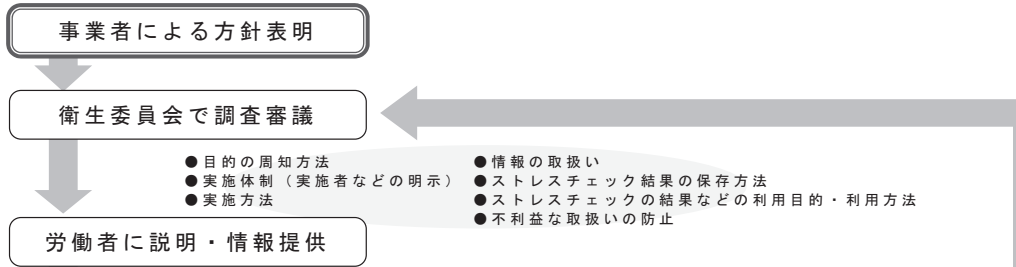 事業者による方針表明
衛生委員会で調査審議
●目的の周知方法
●実施体制（実施者などの明示）
●実施方法
●情報の取扱い
●ストレスチェック結果の保存方法
●ストレスチェックの結果などの利用目的・利用方法
●不利益な取扱いの防止
労働者に説明・情報提供